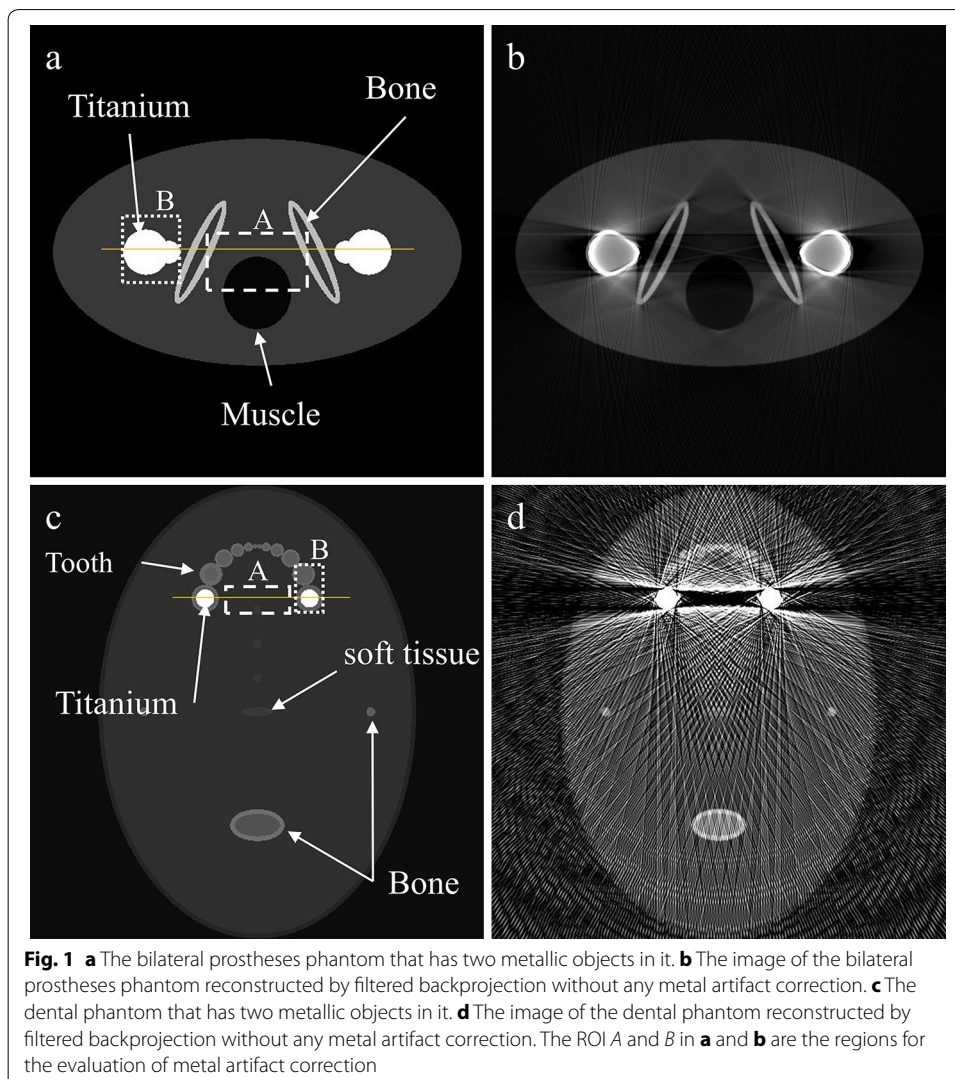 a
b
Titanium
Bone
B
A
Muscle
c
d
Tooth
B
A
soft tissue
Titanium
Bone
Fig. 1 a The bilateral prostheses phantom that has two metallic objects in it. b The image of the bilateral
prostheses phantom reconstructed by filtered backprojection without any metal artifact correction. c The
dental phantom that has two metallic objects in it. d The image of the dental phantom reconstructed by
filtered backprojection without any metal artifact correction. The ROI A and B in a and b are the regions for
the evaluation of metal artifact correction